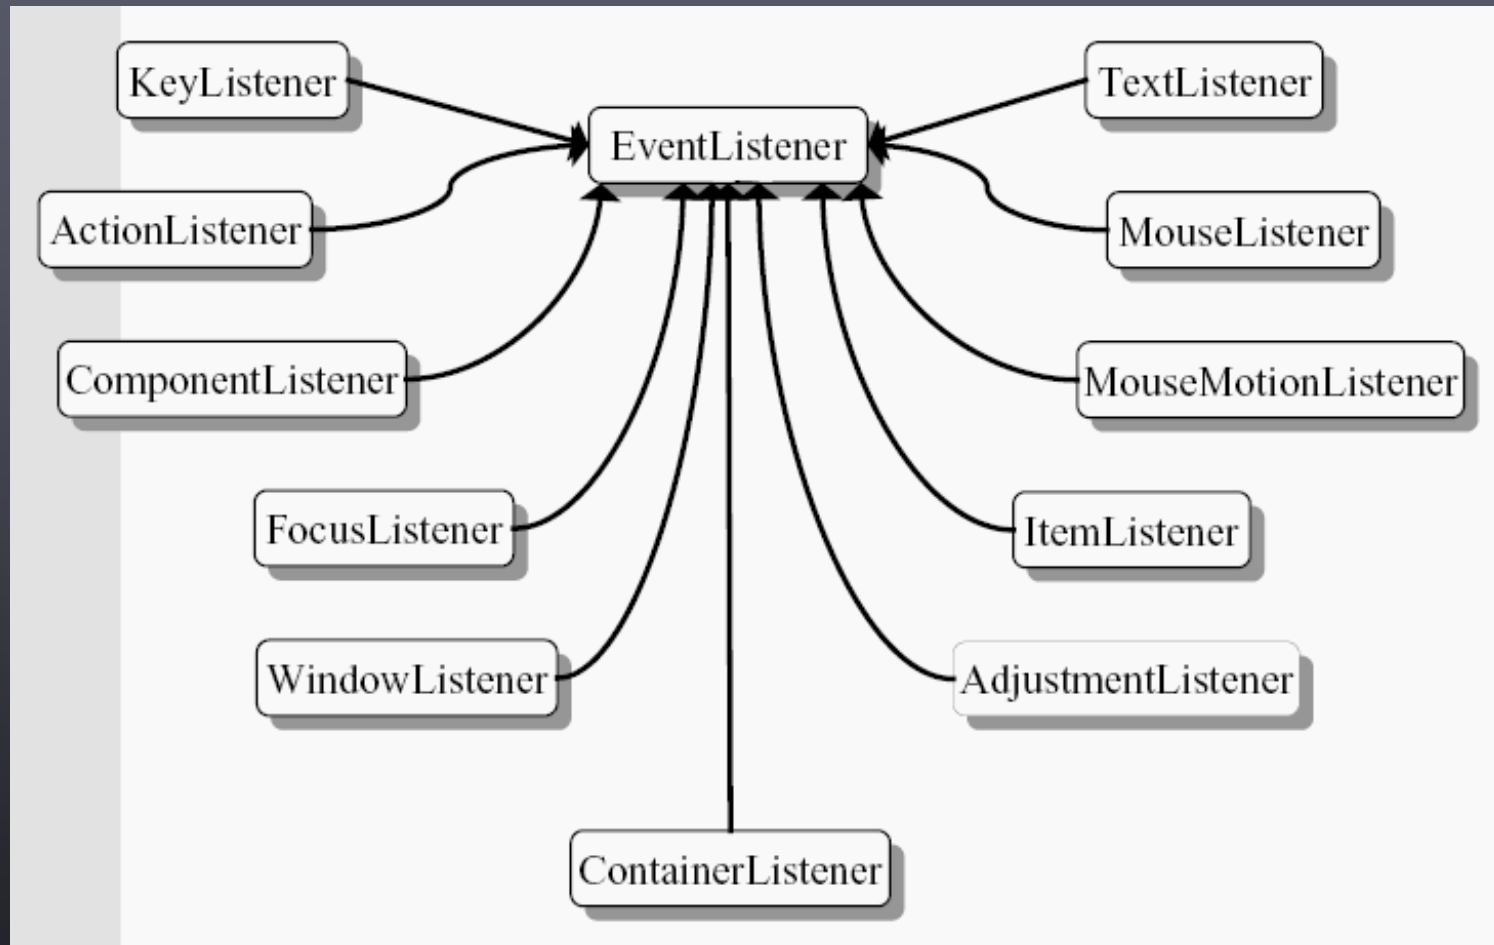 KeyListener
TextListener
EventListener
ActionListener
MouseListener
ComponentListener
MouseMotionListener
FocusListener
ItemListener
WindowListener
AdjustmentListener
ContainerListener